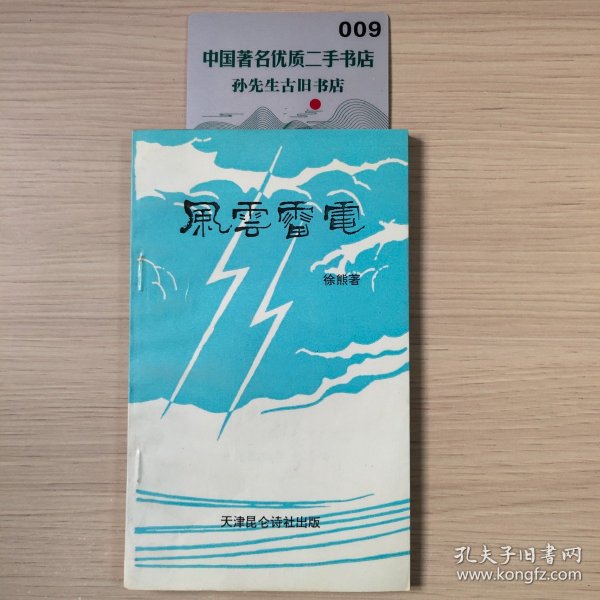 009
中国著名优质二手书店
孙先生古旧书店
風雲雷電
徐熊著
天津昆仑诗社出版
孔夫子旧書网
www.kongfz.com